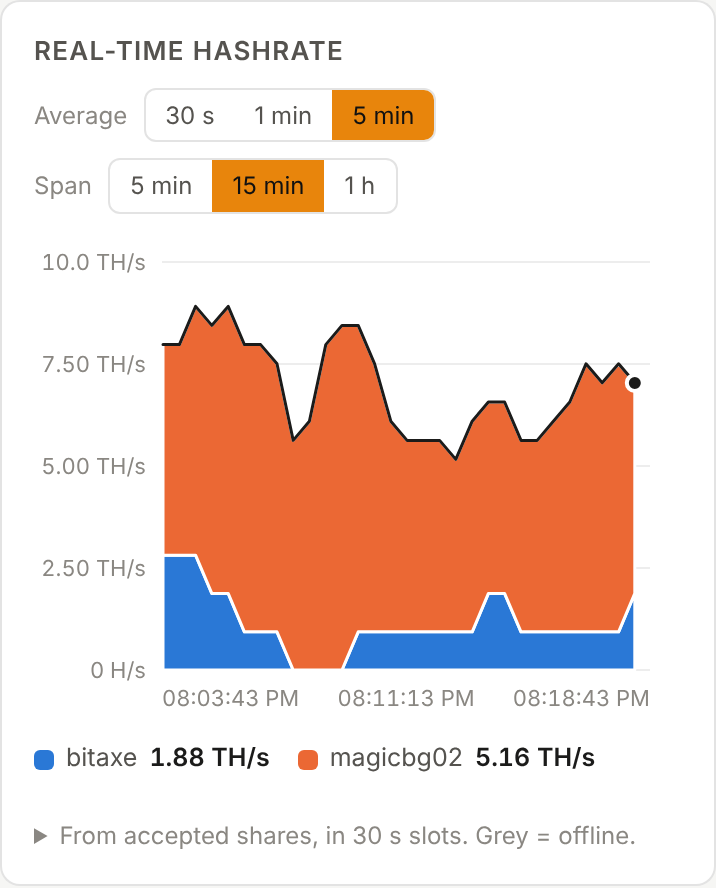 REAL-TIME HASHRATE
Average 30 s 1 min 5 min
Span 5 min 15 min 1 h
10.0 TH/s
7.50 TH/s
5.00 TH/s
2.50 TH/s
0 H/s
08:03:43 PM 08:11:13 PM 08:18:43 PM
bitaxe 1.88 TH/s magicbg02 5.16 TH/s
▶ From accepted shares, in 30 s slots. Grey = offline.